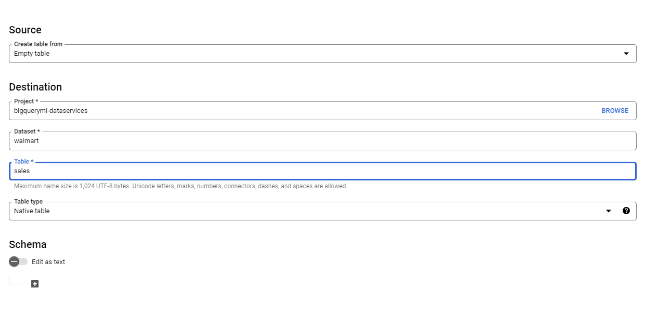 Source
Create table from
Empty table
Destination
Project *
bigqueryml-dataservices
BROWSE
Dataset *
walmart
Table *
sales
Maximum name size is 1,024 UTF-8 bytes. Unicode letters, marks, numbers, connectors, dashes, and spaces are allowed.
Table type
Native table
Schema
Edit as text